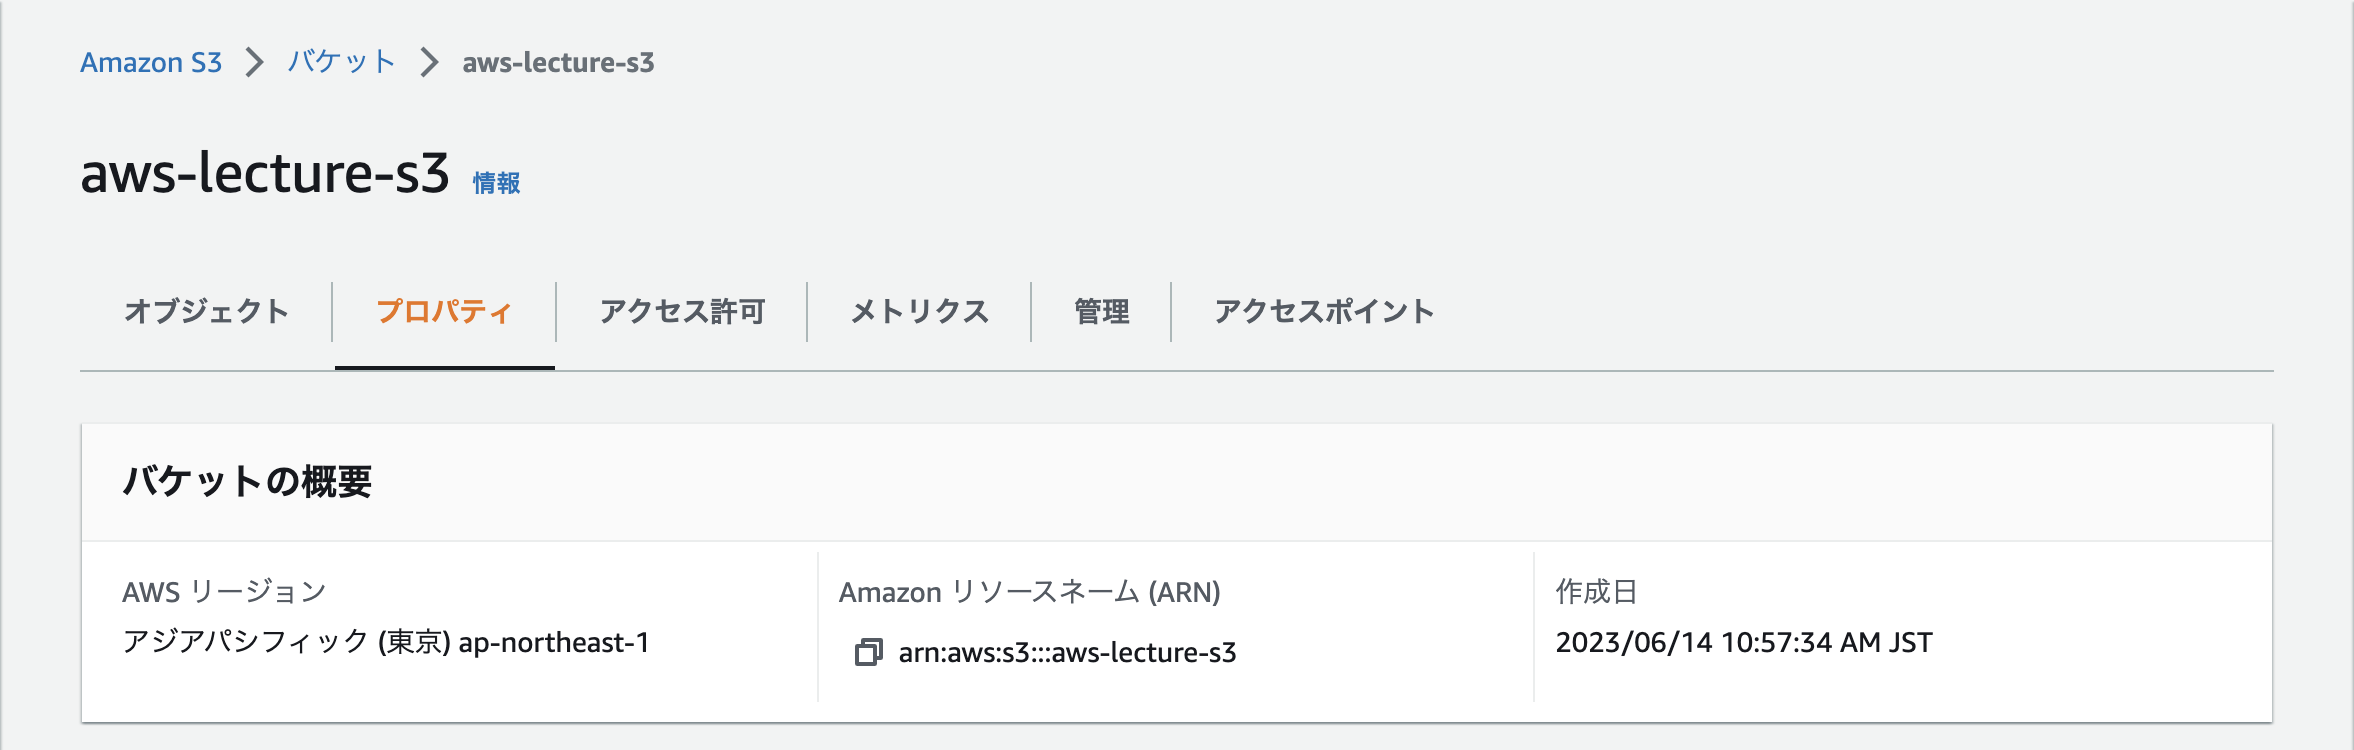 Amazon S3 > バケット > aws-lecture-s3
aws-lecture-s3 情報
オブジェクト プロパティ アクセス許可 メトリクス 管理 アクセスポイント
バケットの概要
AWS リージョン
アジアパシフィック (東京) ap-northeast-1
Amazon リソースネーム (ARN)
arn:aws:s3:::aws-lecture-s3
作成日
2023/06/14 10:57:34 AM JST